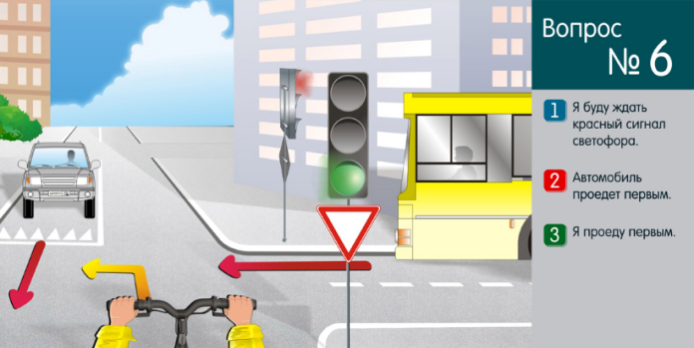 Вопрос
№ 6
1 Я буду ждать
красный сигнал
светофора.
2 Автомобиль
проедет первым.
3 Я проеду первым.